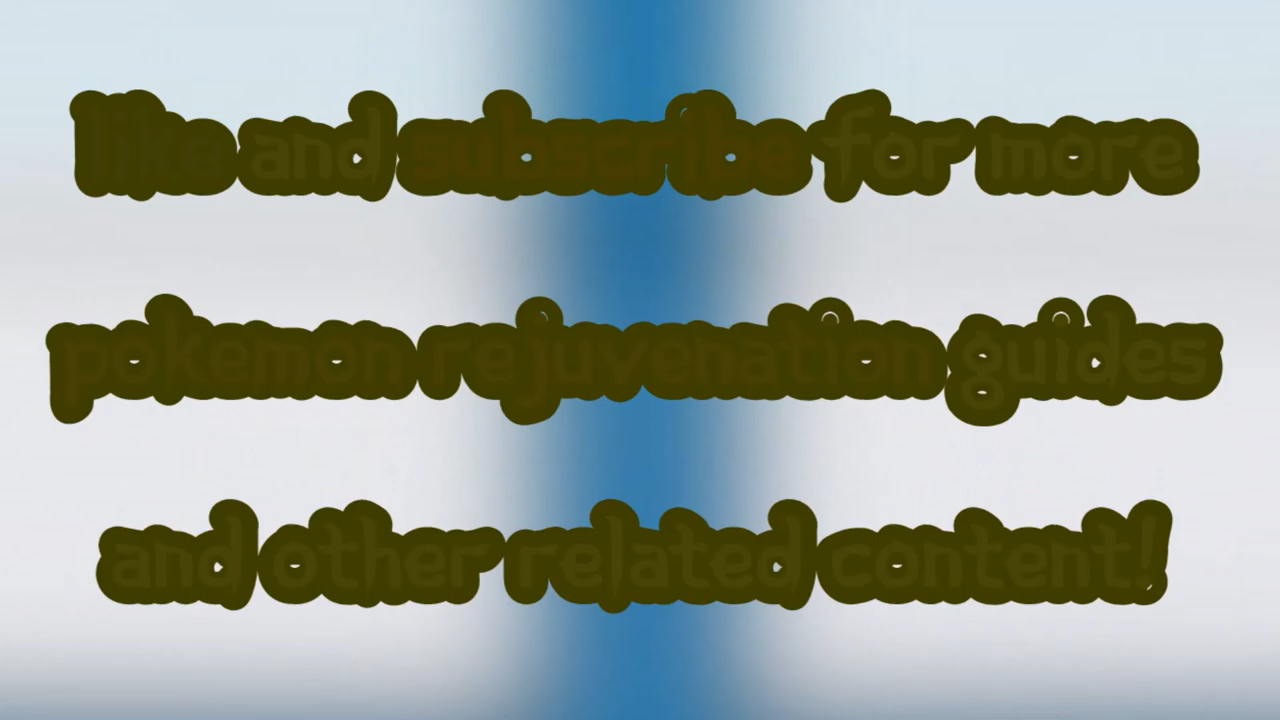 like and subscribe for more
pokemon rejuvenation guides
and other related content!